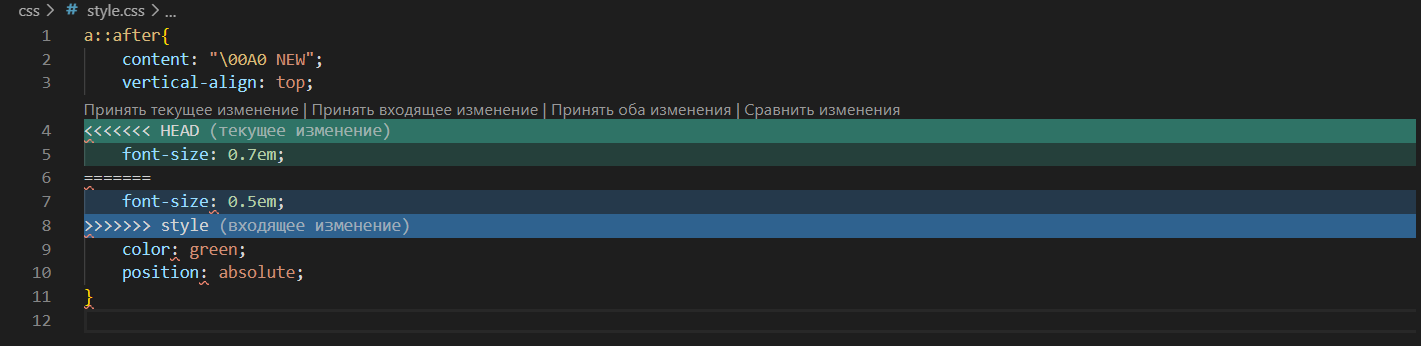 css > # style.css > ...
1 a::after{
2 content: "\00A0 NEW";
3 vertical-align: top;
Принять текущее изменение | Принять входящее изменение | Принять оба изменения | Сравнить изменения
4 <<<<<<< HEAD (текущее изменение)
5 font-size: 0.7em;
6 =======
7 font-size: 0.5em;
8 >>>>>>> style (входящее изменение)
9 color: green;
10 position: absolute;
11 }
12